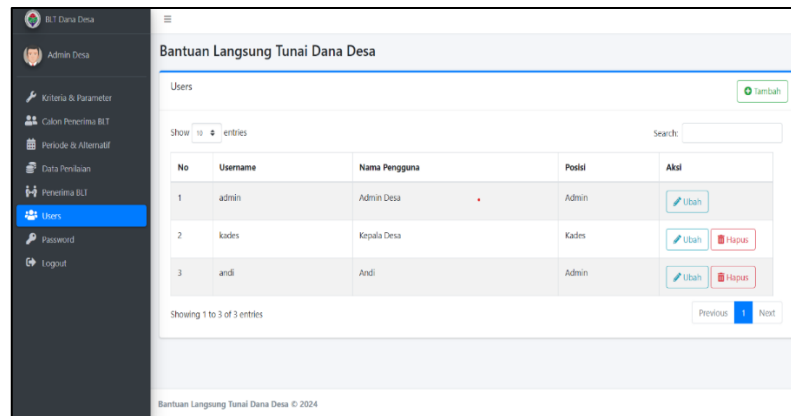 BLT Dana Desa
Admin Desa
Kriteria & Parameter
Calon Penerima BLT
Periode & Alternatif
Data Penilaian
Penerima BLT
Users
Password
Logout
Bantuan Langsung Tunai Dana Desa
Users
Tambah
Show 10 entries
Search:
No Username Nama Pengguna Posisi Aksi
1 admin Admin Desa Admin Ubah
2 kades Kepala Desa Kades Ubah Hapus
3 andi Andi Admin Ubah Hapus
Showing 1 to 3 of 3 entries
Previous 1 Next
Bantuan Langsung Tunai Dana Desa © 2024